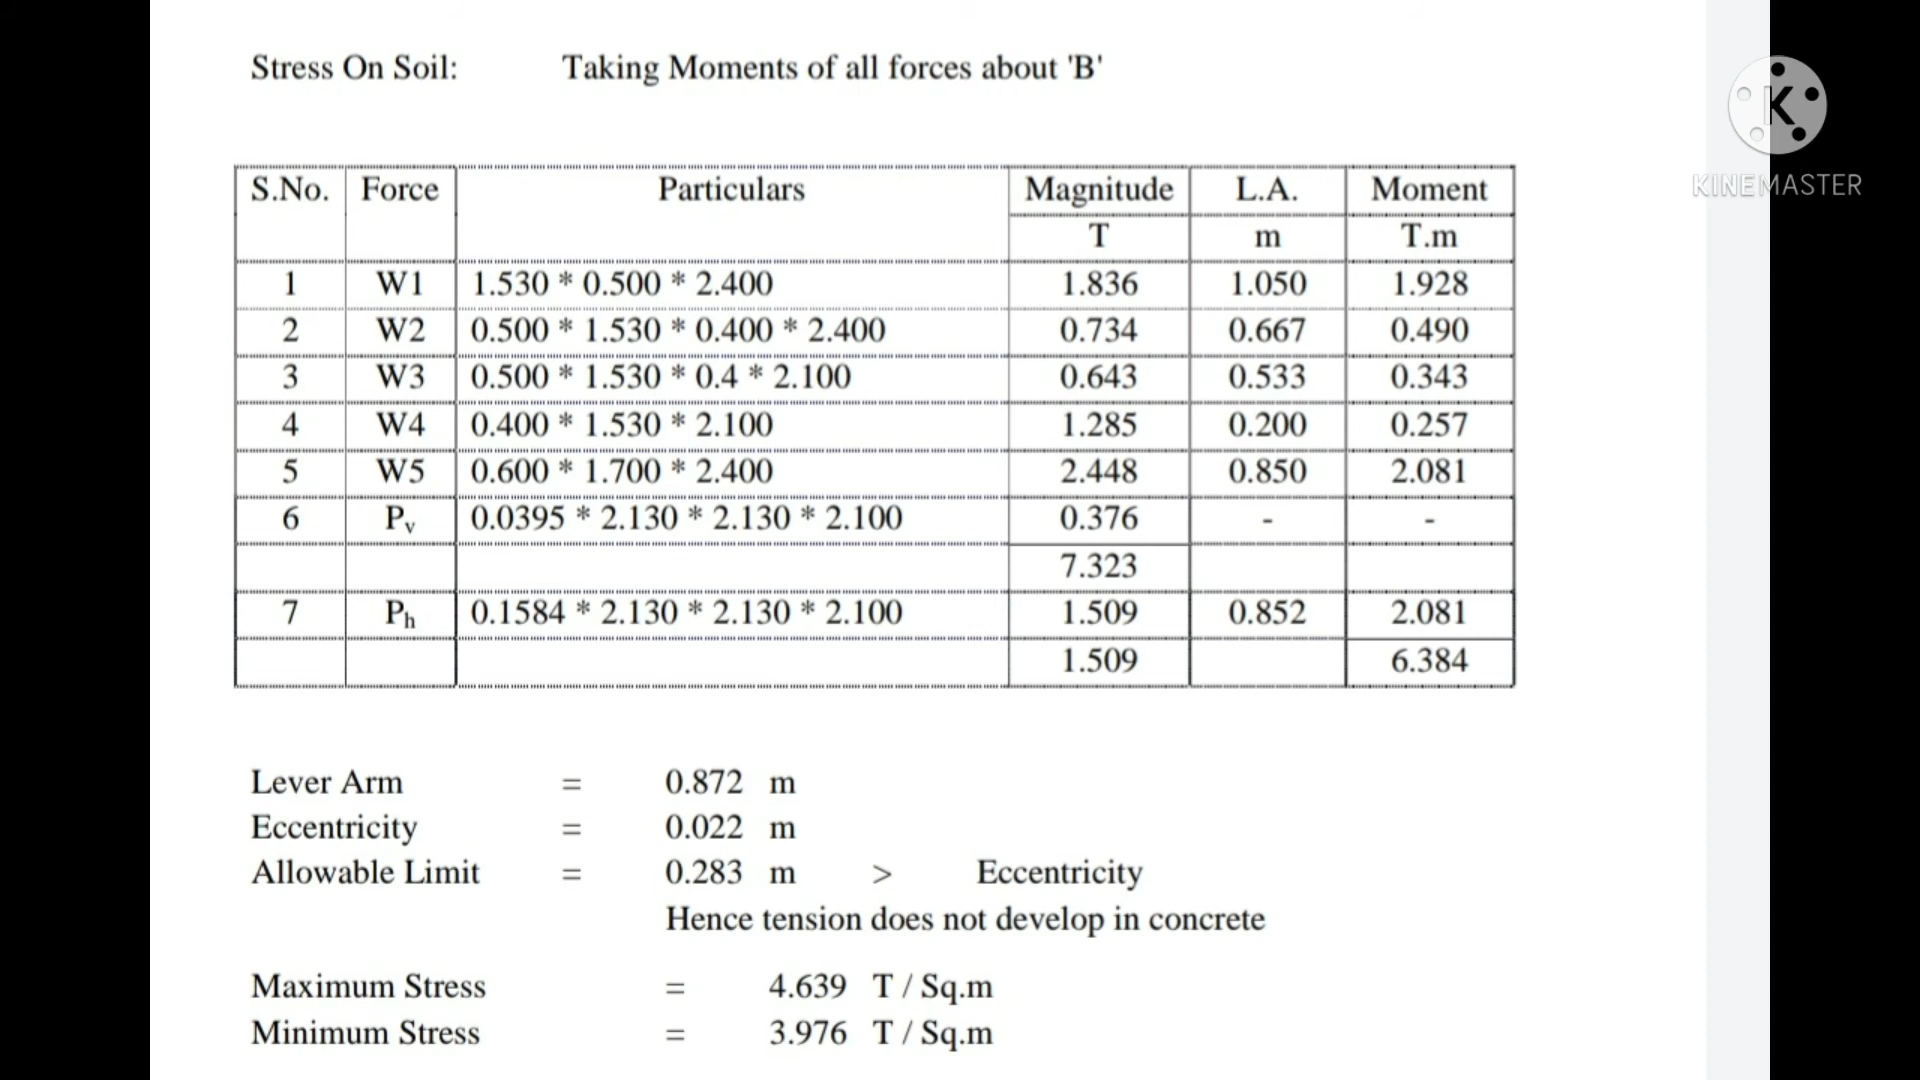 Stress On Soil: Taking Moments of all forces about 'B'
K
KINEMASTER
S.No. Force Particulars Magnitude L.A. Moment
T m T.m
1 W1 1.530 * 0.500 * 2.400 1.836 1.050 1.928
2 W2 0.500 * 1.530 * 0.400 * 2.400 0.734 0.667 0.490
3 W3 0.500 * 1.530 * 0.4 * 2.100 0.643 0.533 0.343
4 W4 0.400 * 1.530 * 2.100 1.285 0.200 0.257
5 W5 0.600 * 1.700 * 2.400 2.448 0.850 2.081
6 Pv 0.0395 * 2.130 * 2.130 * 2.100 0.376 - -
7.323
7 Ph 0.1584 * 2.130 * 2.130 * 2.100 1.509 0.852 2.081
1.509 6.384
Lever Arm = 0.872 m
Eccentricity = 0.022 m
Allowable Limit = 0.283 m > Eccentricity
Hence tension does not develop in concrete
Maximum Stress = 4.639 T / Sq.m
Minimum Stress = 3.976 T / Sq.m